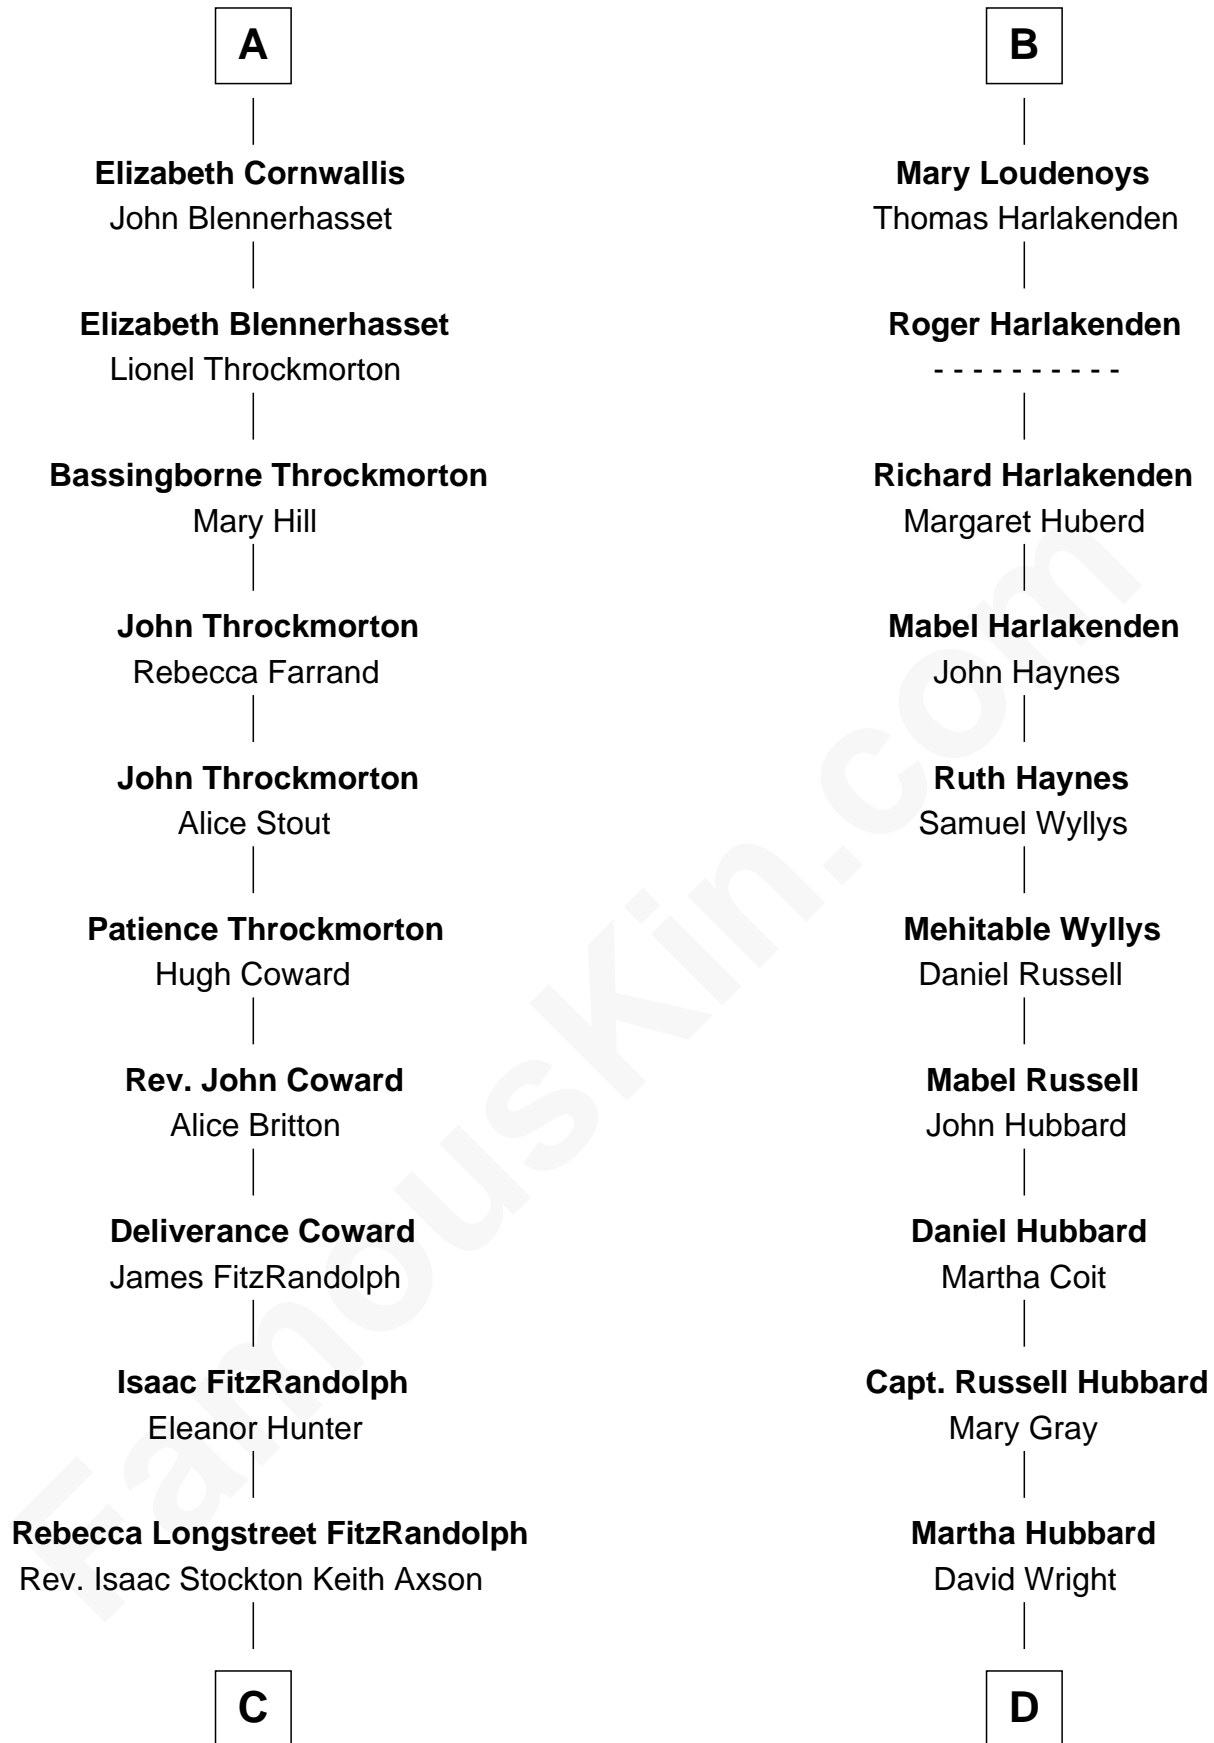 A
Elizabeth Cornwallis
John Blennerhasset
Elizabeth Blennerhasset
Lionel Throckmorton
Bassingborne Throckmorton
Mary Hill
John Throckmorton
Rebecca Farrand
John Throckmorton
Alice Stout
Patience Throckmorton
Hugh Coward
Rev. John Coward
Alice Britton
Deliverance Coward
James FitzRandolph
Isaac FitzRandolph
Eleanor Hunter
Rebecca Longstreet FitzRandolph
Rev. Isaac Stockton Keith Axson
C
B
Mary Loudenoys
Thomas Harlakenden
Roger Harlakenden
- - - - - - - - - -
Richard Harlakenden
Margaret Huberd
Mabel Harlakenden
John Haynes
Ruth Haynes
Samuel Wyllys
Mehitable Wyllys
Daniel Russell
Mabel Russell
John Hubbard
Daniel Hubbard
Martha Coit
Capt. Russell Hubbard
Mary Gray
Martha Hubbard
David Wright
D
FamousKin.com